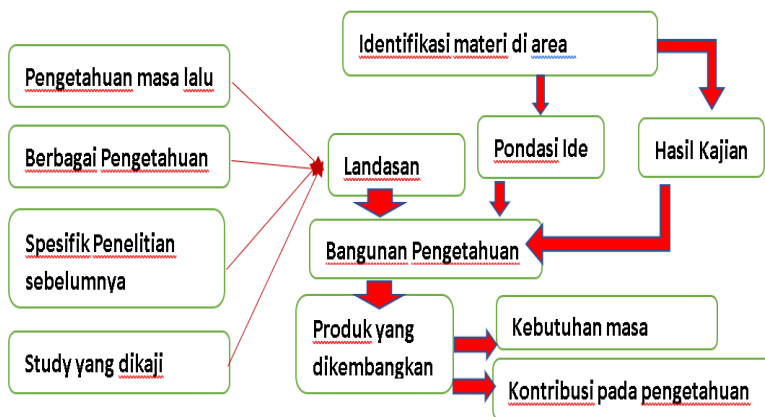 Identifikasi materi di area
Pengetahuan masa lalu
Berbagai Pengetahuan
Landasan
Pondasi Ide
Hasil Kajian
Spesifik Penelitian
sebelumnya
Bangunan Pengetahuan
Produk yang
dikembangkan
Kebutuhan masa
Study yang dikaji
Kontribusi pada pengetahuan